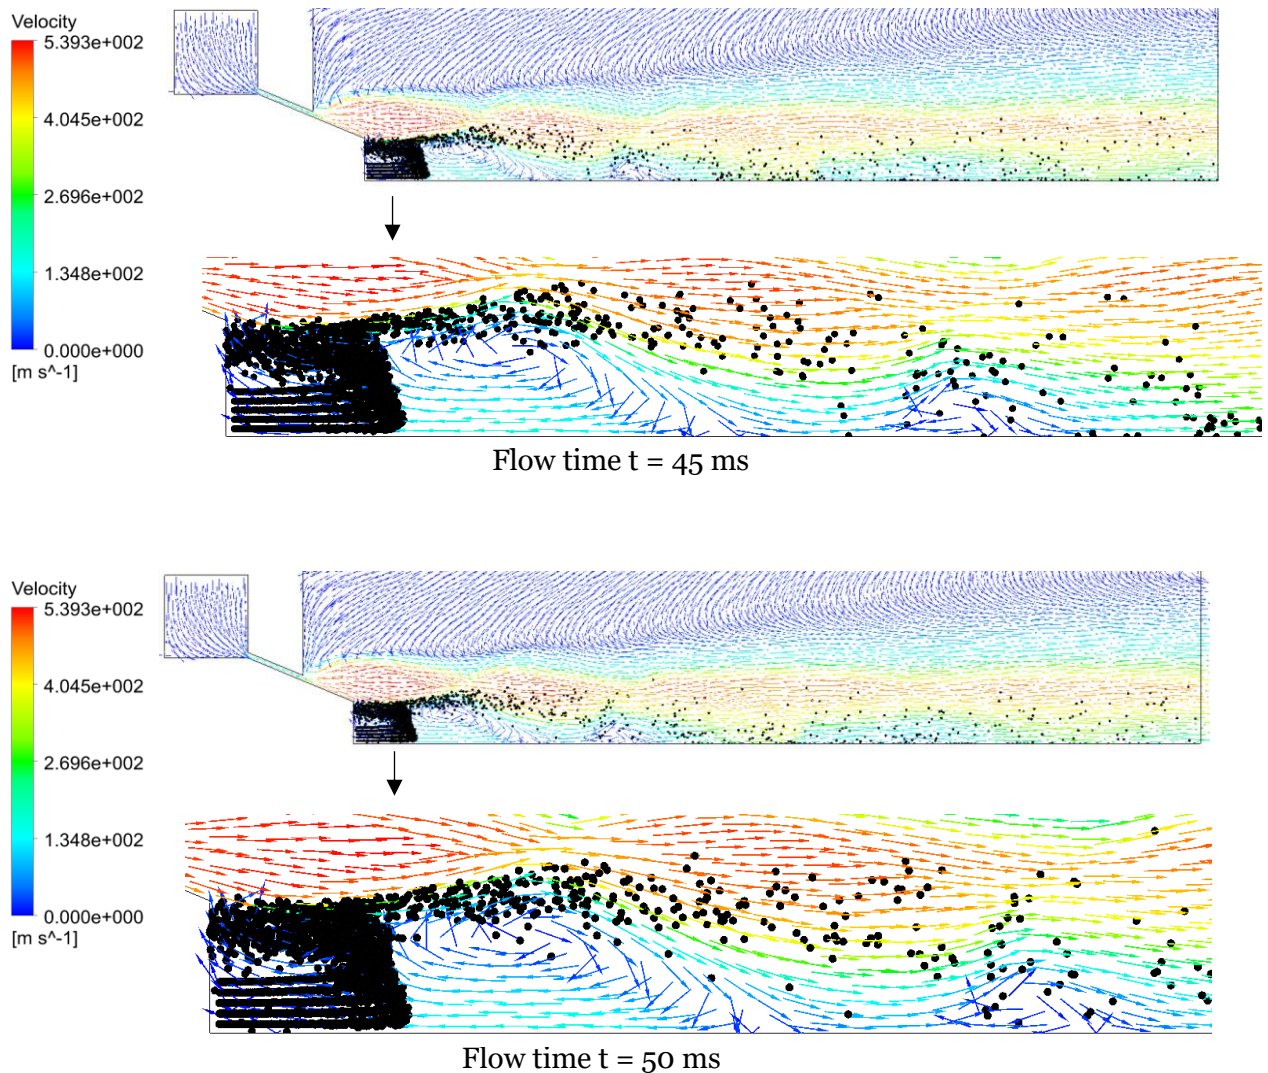 Velocity
5.393e+002
4.045e+002
2.696e+002
1.348e+002
0.000e+000
[m s^-1]
Flow time t = 45 ms
Velocity
5.393e+002
4.045e+002
2.696e+002
1.348e+002
0.000e+000
[m s^-1]
Flow time t = 50 ms